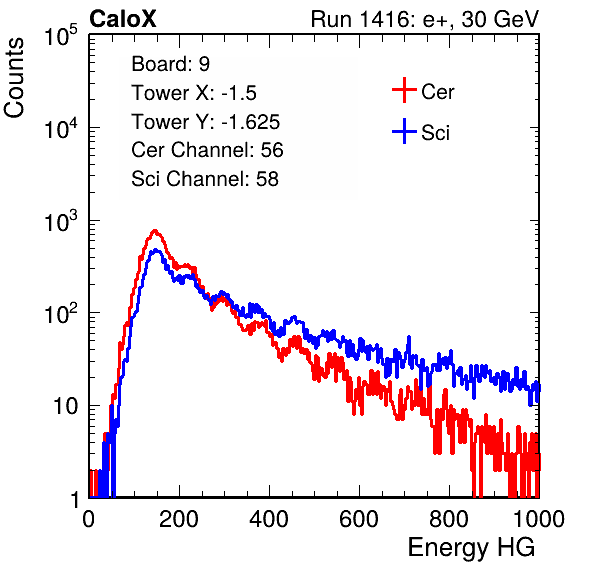 CaloX Run 1416: e+, 30 GeV
Counts
Board: 9
Tower X: -1.5
Tower Y: -1.625
Cer Channel: 56
Sci Channel: 58
Cer
Sci
10^5
10^4
10^3
10^2
10
1
0 200 400 600 800 1000
Energy HG